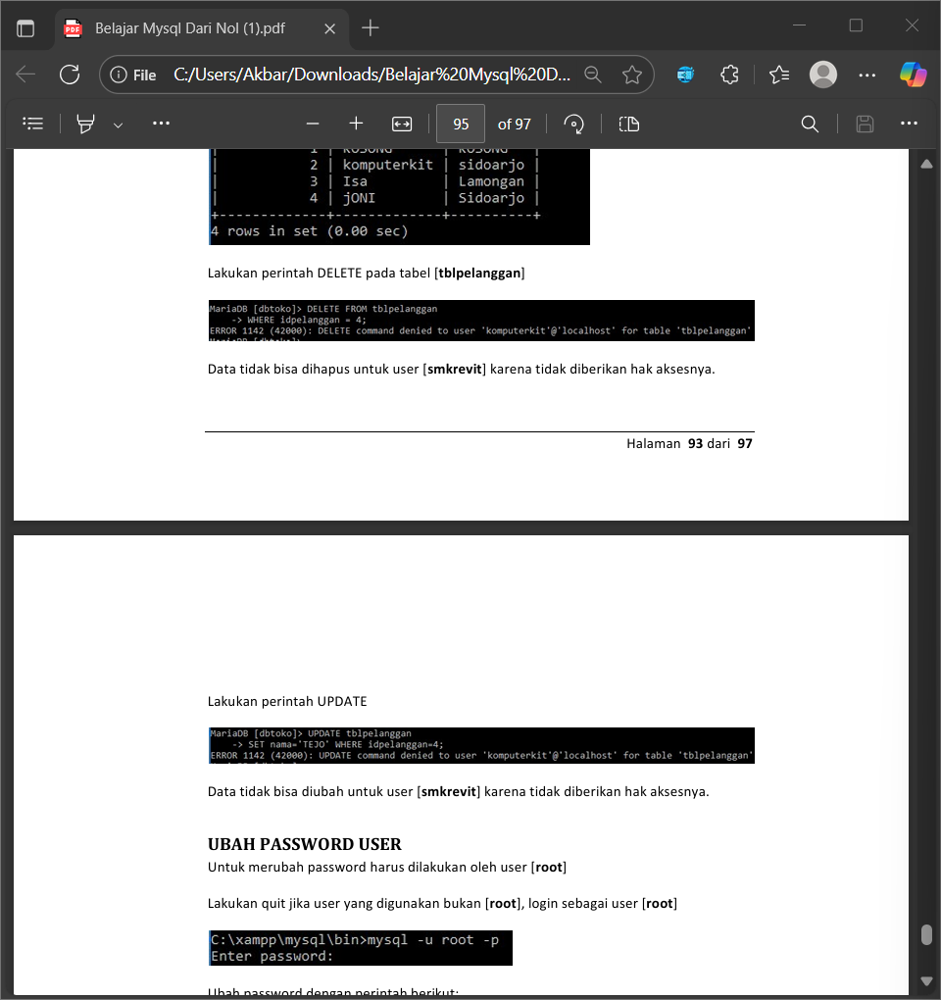 Belajar Mysql Dari Nol (1).pdf
File C:/Users/Akbar/Downloads/Belajar%20Mysql%20D...
95 of 97
| 1 | KOSONG | KOSONG |
| 2 | komputerkit | sidoarjo |
| 3 | Isa | Lamongan |
| 4 | jONI | Sidoarjo |
+------------+-------------+----------+
4 rows in set (0.00 sec)
Lakukan perintah DELETE pada tabel [tblpelanggan]
MariaDB [dbtoko]> DELETE FROM tblpelanggan
-> WHERE idpelanggan = 4;
ERROR 1142 (42000): DELETE command denied to user 'komputerkit'@'localhost' for table 'tblpelanggan'
MariaDB [dbtoko]>
Data tidak bisa dihapus untuk user [smkrevit] karena tidak diberikan hak aksesnya.
Halaman 93 dari 97
Lakukan perintah UPDATE
MariaDB [dbtoko]> UPDATE tblpelanggan
-> SET nama='TEJO' WHERE idpelanggan=4;
ERROR 1142 (42000): UPDATE command denied to user 'komputerkit'@'localhost' for table 'tblpelanggan'
Data tidak bisa diubah untuk user [smkrevit] karena tidak diberikan hak aksesnya.
UBAH PASSWORD USER
Untuk merubah password harus dilakukan oleh user [root]
Lakukan quit jika user yang digunakan bukan [root], login sebagai user [root]
C:\xampp\mysql\bin>mysql -u root -p
Enter password:
Ubah password dengan perintah berikut: